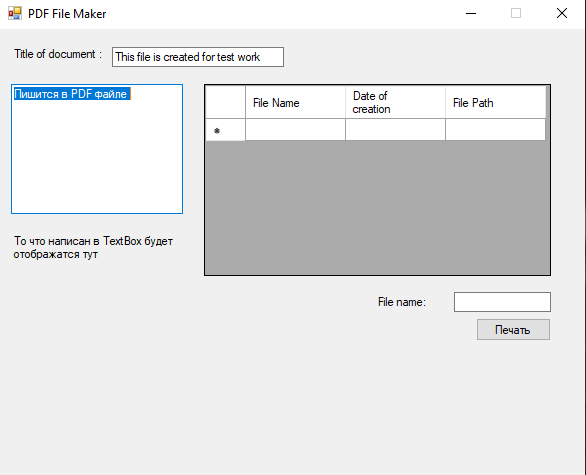 PDF File Maker
Title of document :
This file is created for test work
Пишится в PDF файле
File Name
Date of
creation
File Path
То что написан в TextBox будет
отображатся тут
File name:
Печать